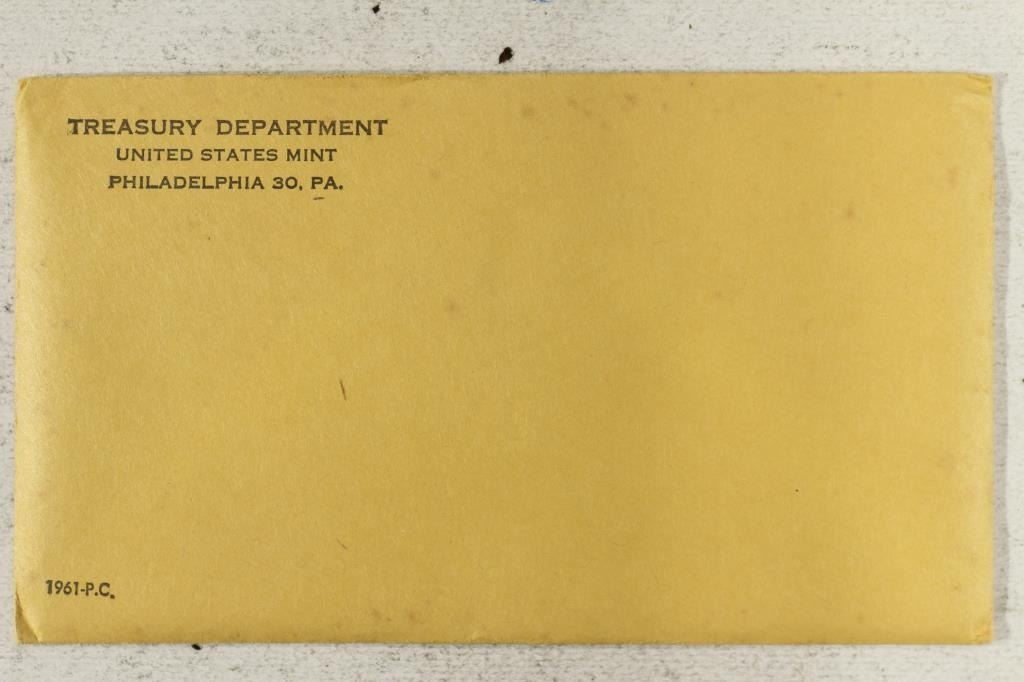 TREASURY DEPARTMENT
UNITED STATES MINT
PHILADELPHIA 30, PA.
1961-P.C.